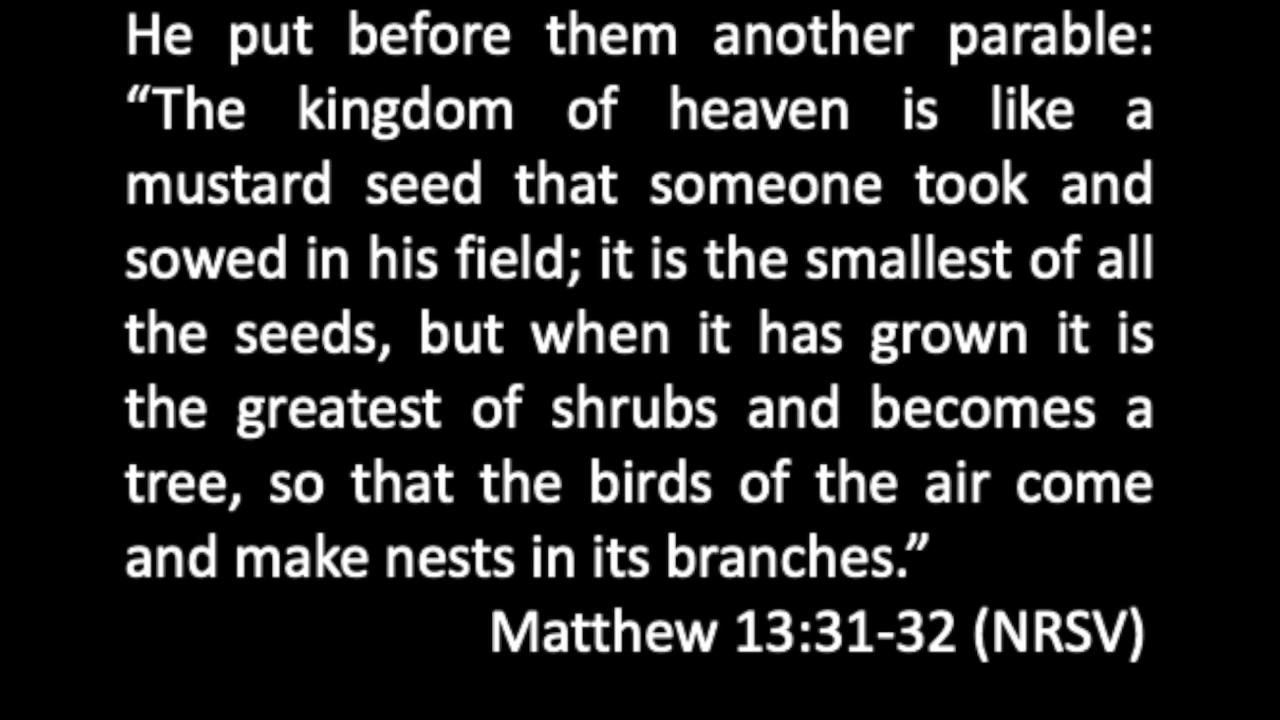 He put before them another parable:
“The kingdom of heaven is like a
mustard seed that someone took and
sowed in his field; it is the smallest of all
the seeds, but when it has grown it is
the greatest of shrubs and becomes a
tree, so that the birds of the air come
and make nests in its branches.”
Matthew 13:31-32 (NRSV)